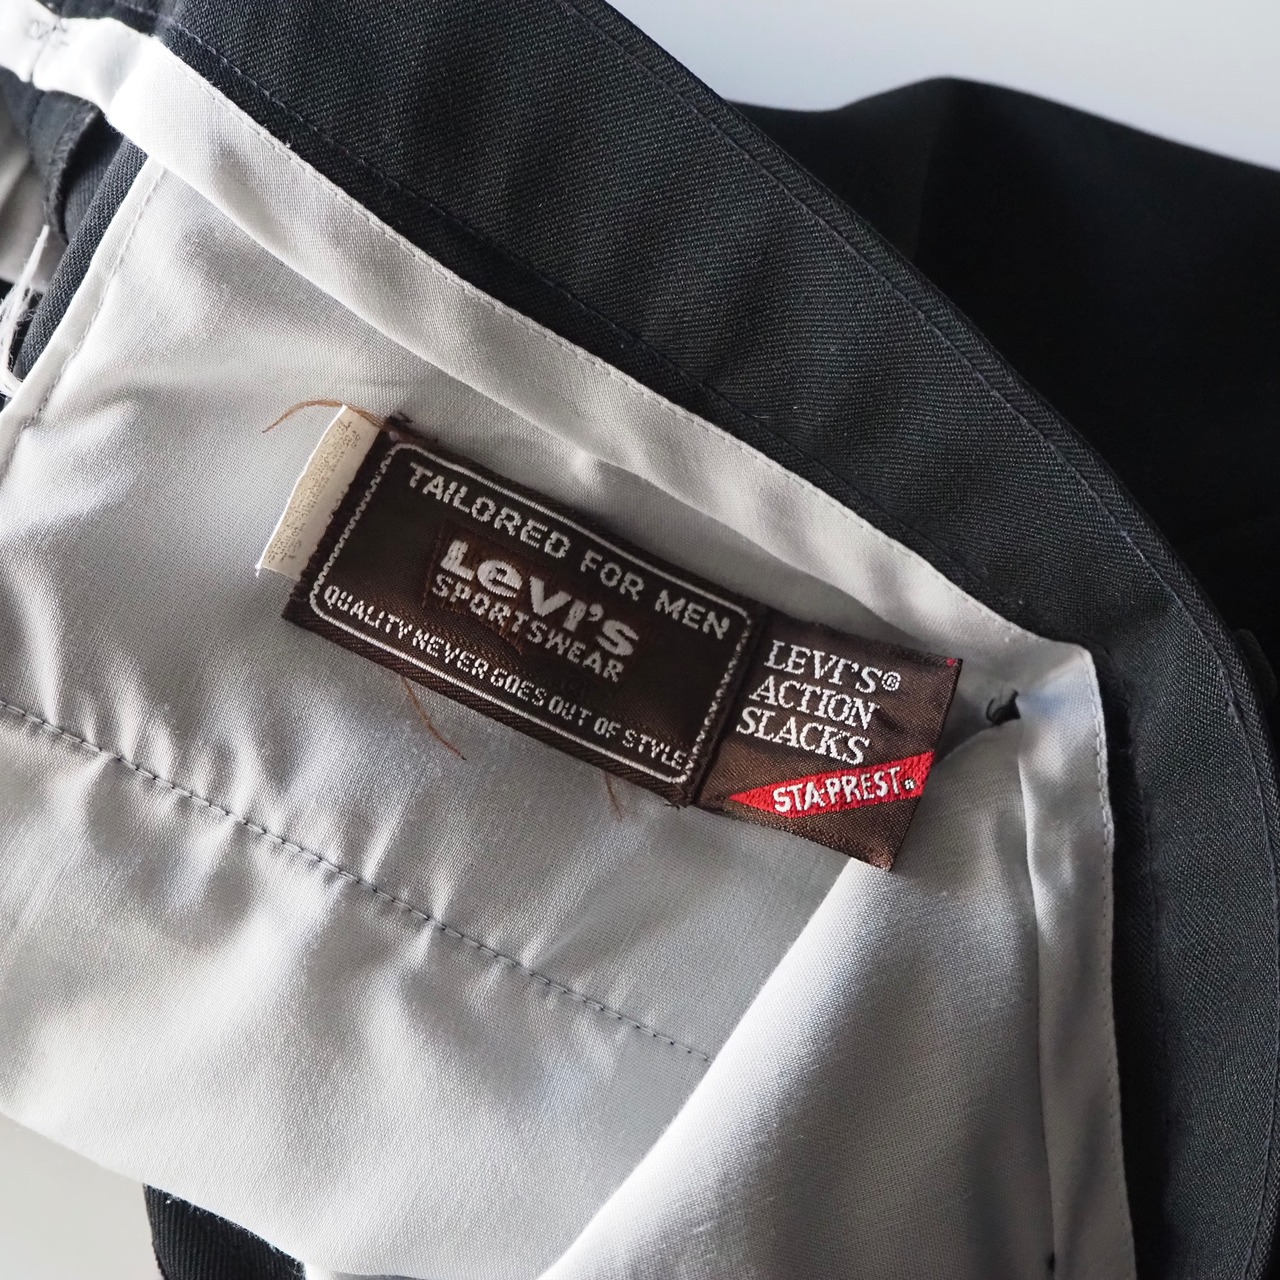 TAILORED FOR MEN
LeVI'S
SPORTSWEAR
QUALITY NEVER GOES OUT OF STYLE
LEVI'S®
ACTION
SLACKS
STA-PREST®